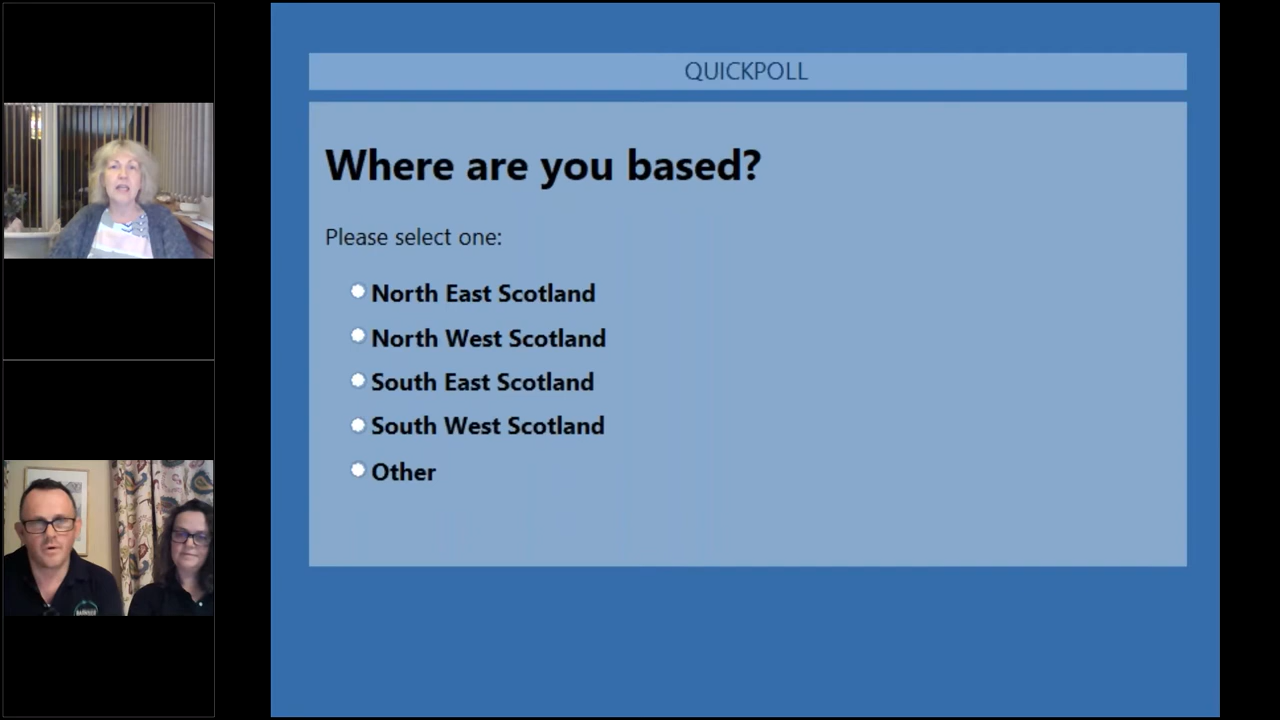 QUICKPOLL
Where are you based?
Please select one:
North East Scotland
North West Scotland
South East Scotland
South West Scotland
Other